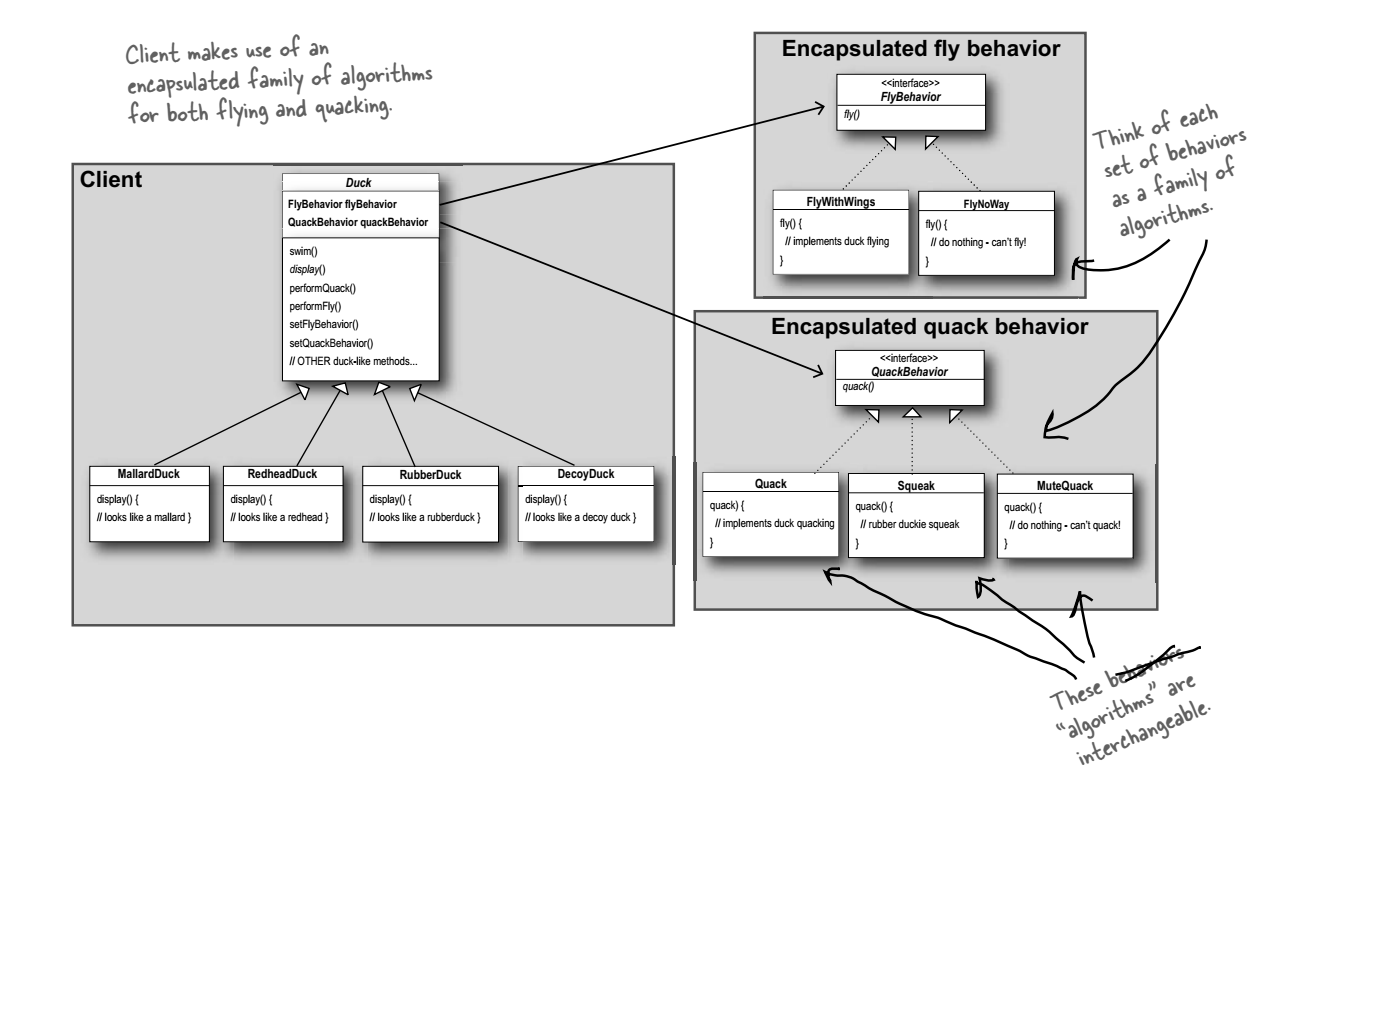 Client makes use of an
encapsulated family of algorithms
for both flying and quacking.
Client
Duck
FlyBehavior flyBehavior
QuackBehavior quackBehavior
swim()
display()
performQuack()
performFly()
setFlyBehavior()
setQuackBehavior()
// OTHER duck-like methods...
MallardDuck
display() {
// looks like a mallard }
RedheadDuck
display() {
// looks like a redhead }
RubberDuck
display() {
// looks like a rubberduck }
DecoyDuck
display() {
// looks like a decoy duck }
Encapsulated fly behavior
<<interface>>
FlyBehavior
fly()
FlyWithWings
fly() {
// implements duck flying
}
FlyNoWay
fly() {
// do nothing - can't fly!
}
Think of each
set of behaviors
as a family of
algorithms.
Encapsulated quack behavior
<<interface>>
QuackBehavior
quack()
Quack
quack) {
// implements duck quacking
}
Squeak
quack() {
// rubber duckie squeak
}
MuteQuack
quack() {
// do nothing - can't quack!
}
These behaviors
“algorithms” are
interchangeable.